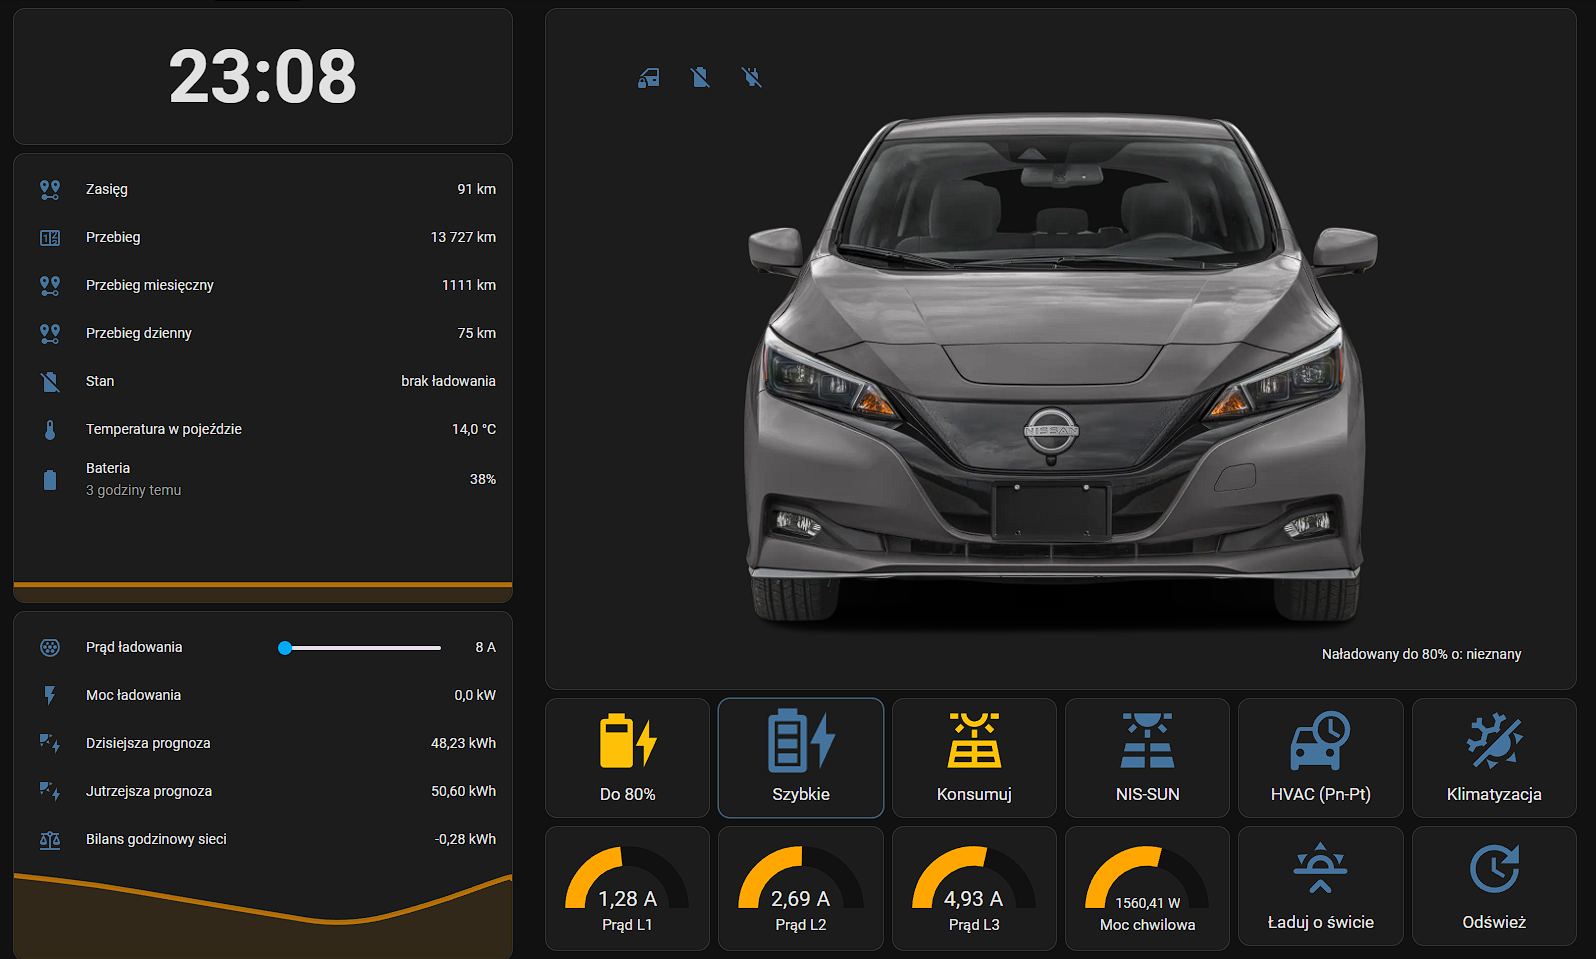 23:08
Zasięg 91 km
Przebieg 13 727 km
Przebieg miesięczny 1111 km
Przebieg dzienny 75 km
Stan brak ładowania
Temperatura w pojeździe 14,0 °C
Bateria 38%
3 godziny temu
Prąd ładowania 8 A
Moc ładowania 0,0 kW
Dzisiejsza prognoza 48,23 kWh
Jutrzejsza prognoza 50,60 kWh
Bilans godzinowy sieci -0,28 kWh
NISSAN
Naładowany do 80% o: nieznany
Do 80%
Szybkie
Konsumuj
NIS-SUN
HVAC (Pn-Pt)
Klimatyzacja
1,28 A
Prąd L1
2,69 A
Prąd L2
4,93 A
Prąd L3
1560,41 W
Moc chwilowa
Ładuj o świcie
Odśwież